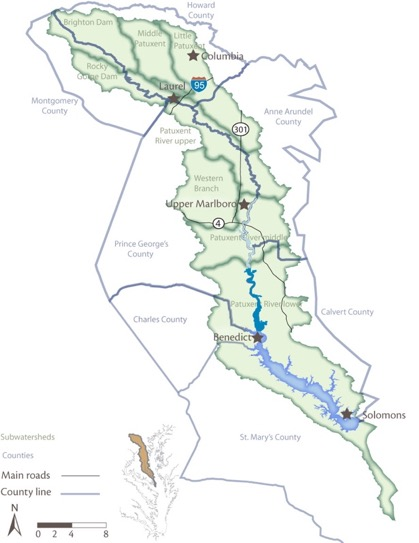 Howard
County
Brighton Dam
Middle
Patuxent
Little
Patuxent
Columbia
Rocky
Gorge Dam
Laurel
95
Montgomery
County
Anne Arundel
County
Patuxent
River upper
301
Western
Branch
Upper Marlboro
4
Patuxent River middle
Prince George's
County
Patuxent River lower
Charles County
Calvert County
Benedict
Solomons
St. Mary's County
Subwatersheds
Counties
Main roads
County line
N
0 2 4 8